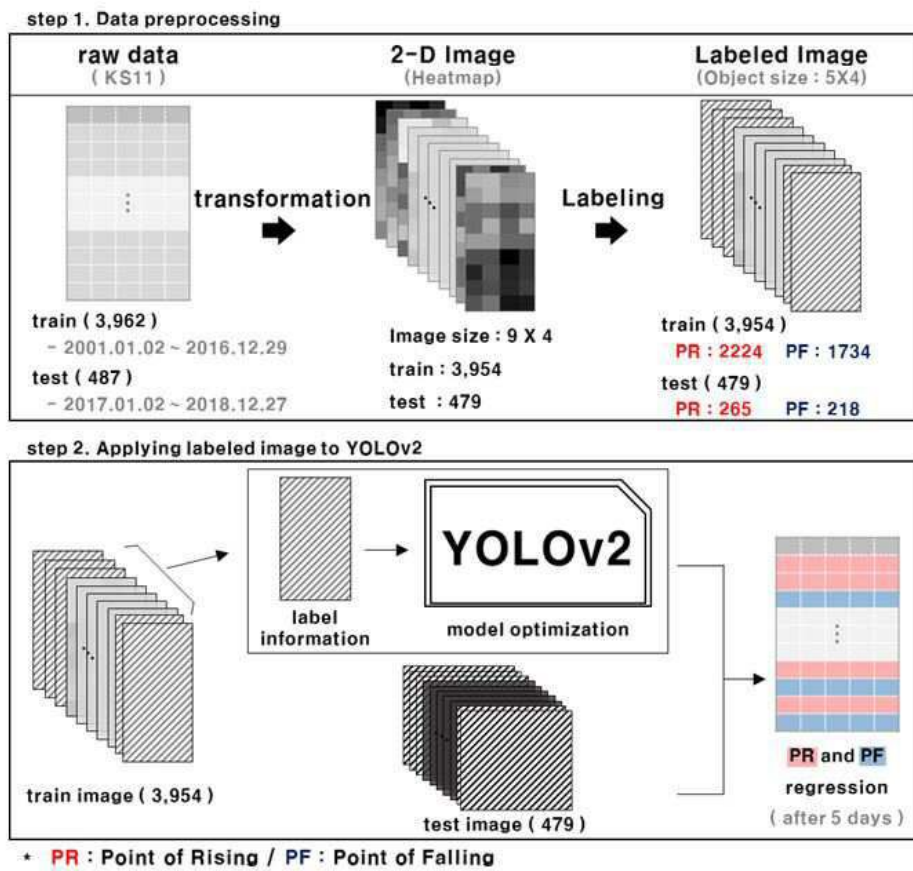 step 1. Data preprocessing
raw data
( KS11 )
2-D Image
(Heatmap)
Labeled Image
(Object size : 5X4)
transformation
Labeling
train ( 3,962 )
- 2001.01.02 ~ 2016.12.29
test ( 487 )
- 2017.01.02 ~ 2018.12.27
Image size : 9 X 4
train : 3,954
test : 479
train (3,954)
PR : 2224 PF : 1734
test (479)
PR : 265 PF : 218
step 2. Applying labeled image to YOLOv2
YOLOv2
label
information
model optimization
train image ( 3,954 )
test image ( 479 )
PR and PF
regression
( after 5 days )
* PR : Point of Rising / PF : Point of Falling